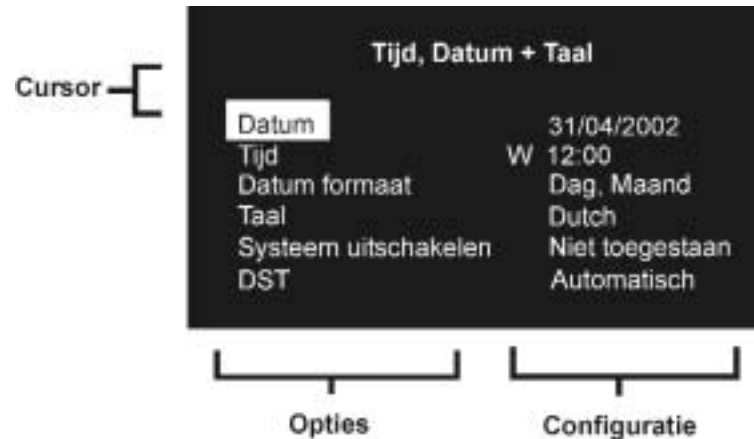 Tijd, Datum + Taal
Cursor
Datum 31/04/2002
Tijd W 12:00
Datum formaat Dag, Maand
Taal Dutch
Systeem uitschakelen Niet toegestaan
DST Automatisch
Opties Configuratie